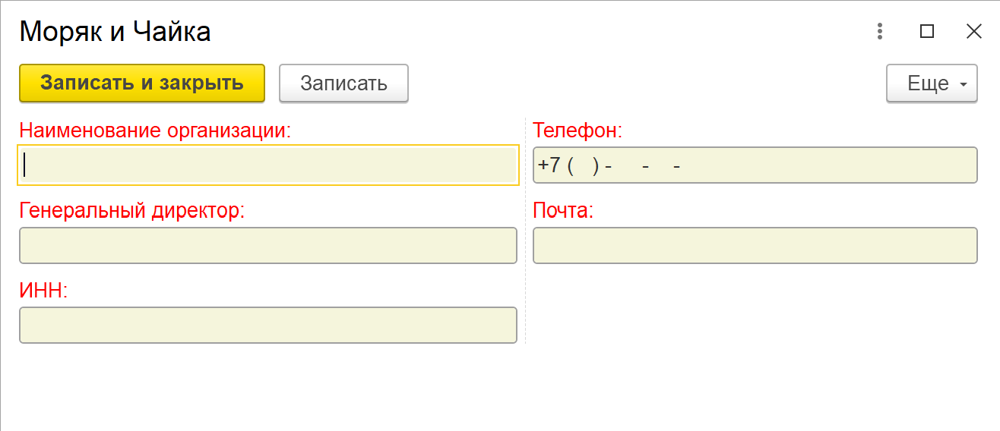 Моряк и Чайка
Записать и закрыть
Записать
Еще
Наименование организации:
Телефон:
+7 (   ) -     -    -
Генеральный директор:
Почта:
ИНН: